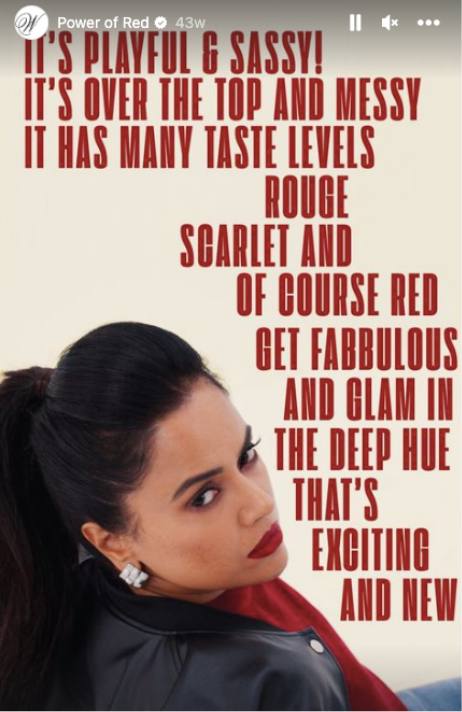 Power of Red 43w
IT'S PLAYFUL & SASSY!
IT'S OVER THE TOP AND MESSY
IT HAS MANY TASTE LEVELS
ROUGE
SCARLET AND
OF COURSE RED
GET FABBULOUS
AND GLAM IN
THE DEEP HUE
THAT'S
EXCITING
AND NEW